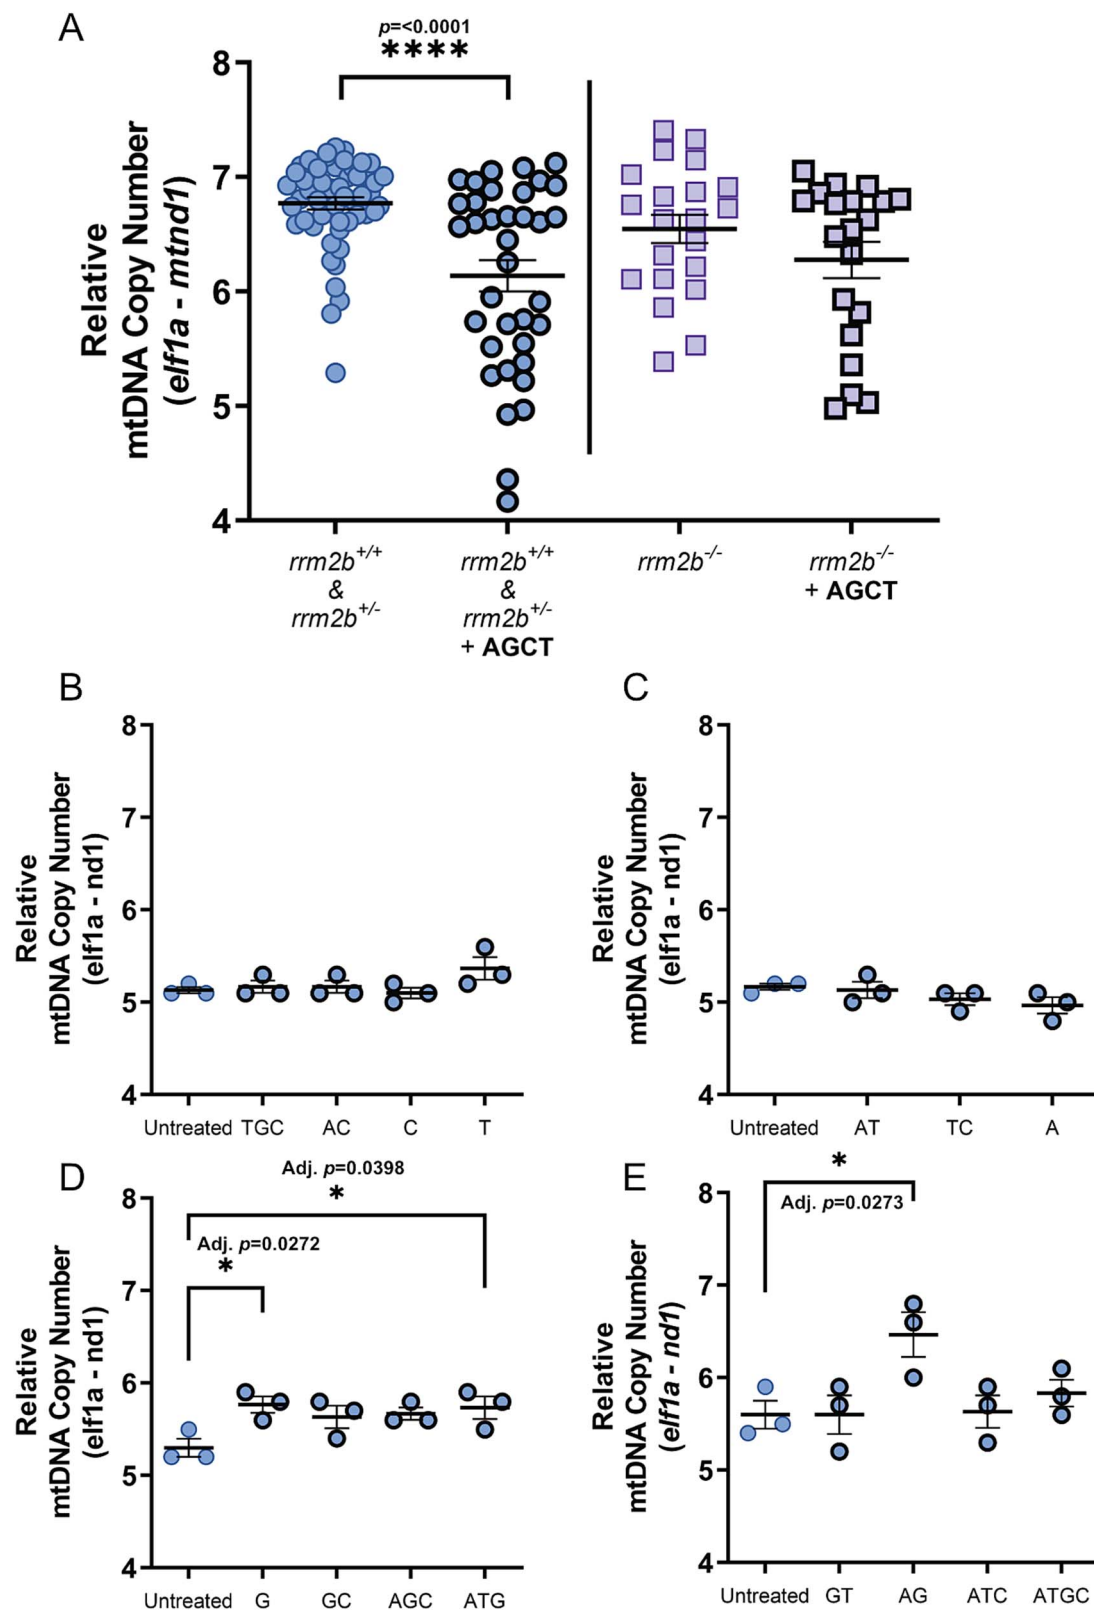 A
p=<0.0001
****
Relative
mtDNA Copy Number
(elf1a - mtnd1)
8
7
6
5
4
rrm2b+/+
&
rrm2b+/-
rrm2b+/+
&
rrm2b+/-
+ AGCT
rrm2b-/-
rrm2b-/-
+ AGCT
B
Relative
mtDNA Copy Number
(elf1a - nd1)
8
7
6
5
4
Untreated TGC AC C T
C
Relative
mtDNA Copy Number
(elf1a - nd1)
8
7
6
5
4
Untreated AT TC A
D
Adj. p=0.0398
*
Adj. p=0.0272
*
Relative
mtDNA Copy Number
(elf1a - nd1)
8
7
6
5
4
Untreated G GC AGC ATG
E
*
Adj. p=0.0273
Relative
mtDNA Copy Number
(elf1a - nd1)
8
7
6
5
4
Untreated GT AG ATC ATGC